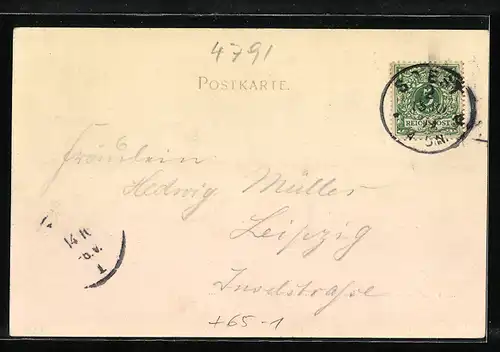 4791
POSTKARTE.
REICHSPOST
Fräulein
Hedwig Müller
Leipzig
Inselstraße
+65-1